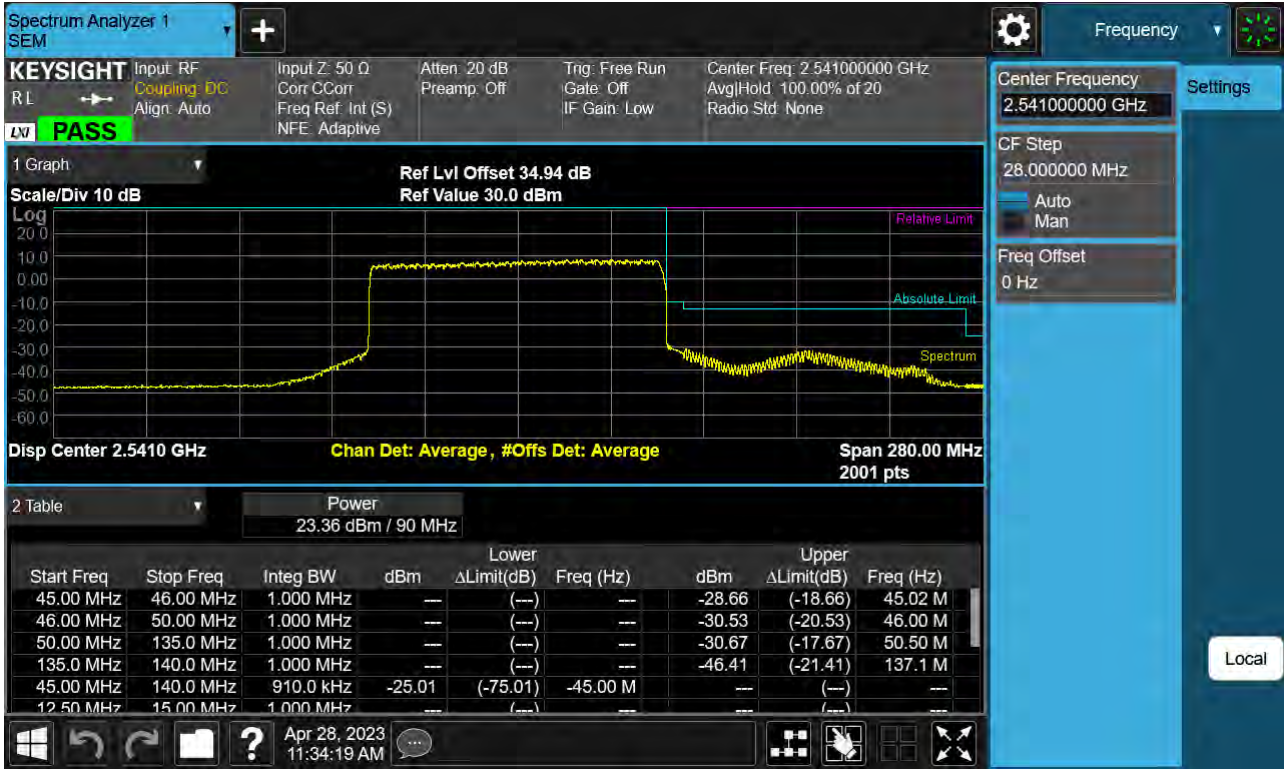 Spectrum Analyzer 1
SEM
+
Frequency
KEYSIGHT
R L
LXI
PASS
Input: RF
Coupling: DC
Align: Auto
Input Z: 50 Ω
Corr CCorr
Freq Ref: Int (S)
NFE: Adaptive
Atten: 20 dB
Preamp: Off
Trig: Free Run
Gate: Off
IF Gain: Low
Center Freq: 2.541000000 GHz
Avg|Hold: 100.00% of 20
Radio Std: None
Center Frequency
2.541000000 GHz
Settings
CF Step
28.000000 MHz
Auto
Man
Freq Offset
0 Hz
Local
1 Graph
Scale/Div 10 dB
Ref Lvl Offset 34.94 dB
Ref Value 30.0 dBm
Log
20.0
10.0
0.00
-10.0
-20.0
-30.0
-40.0
-50.0
-60.0
Relative Limit
Absolute Limit
Spectrum
Disp Center 2.5410 GHz
Chan Det: Average , #Offs Det: Average
Span 280.00 MHz
2001 pts
2 Table
Power
23.36 dBm / 90 MHz
Lower Upper
Start Freq Stop Freq Integ BW dBm ΔLimit(dB) Freq (Hz) dBm ΔLimit(dB) Freq (Hz)
45.00 MHz 46.00 MHz 1.000 MHz --- (---) --- -28.66 (-18.66) 45.02 M
46.00 MHz 50.00 MHz 1.000 MHz --- (---) --- -30.53 (-20.53) 46.00 M
50.00 MHz 135.0 MHz 1.000 MHz --- (---) --- -30.67 (-17.67) 50.50 M
135.0 MHz 140.0 MHz 1.000 MHz --- (---) --- -46.41 (-21.41) 137.1 M
45.00 MHz 140.0 MHz 910.0 kHz -25.01 (-75.01) -45.00 M --- (---) ---
12.50 MHz 15.00 MHz 1.000 MHz --- (---) --- --- (---) ---
?
Apr 28, 2023
11:34:19 AM